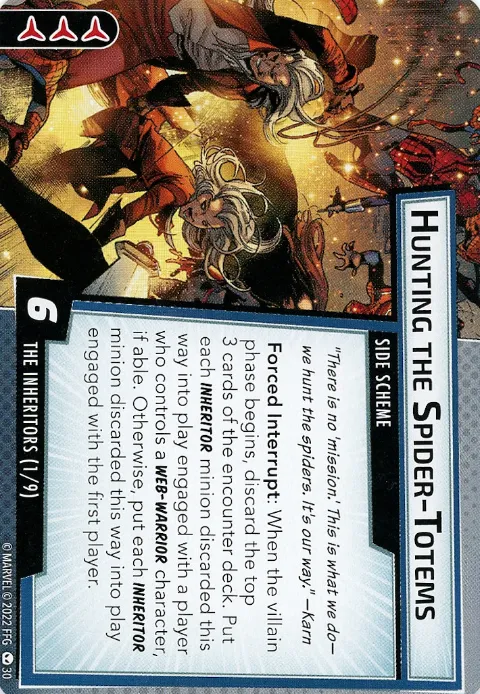 HUNTING THE SPIDER-TOTEMS
SIDE SCHEME
"There is no 'mission.' This is what we do—
we hunt the spiders. It's our way." —Karn
Forced Interrupt: When the villain
phase begins, discard the top
3 cards of the encounter deck. Put
each INHERITOR minion discarded this
way into play engaged with a player
who controls a WEB-WARRIOR character,
if able. Otherwise, put each INHERITOR
minion discarded this way into play
engaged with the first player.
6
THE INHERITORS (1/9)
© MARVEL © 2022 FFG 30